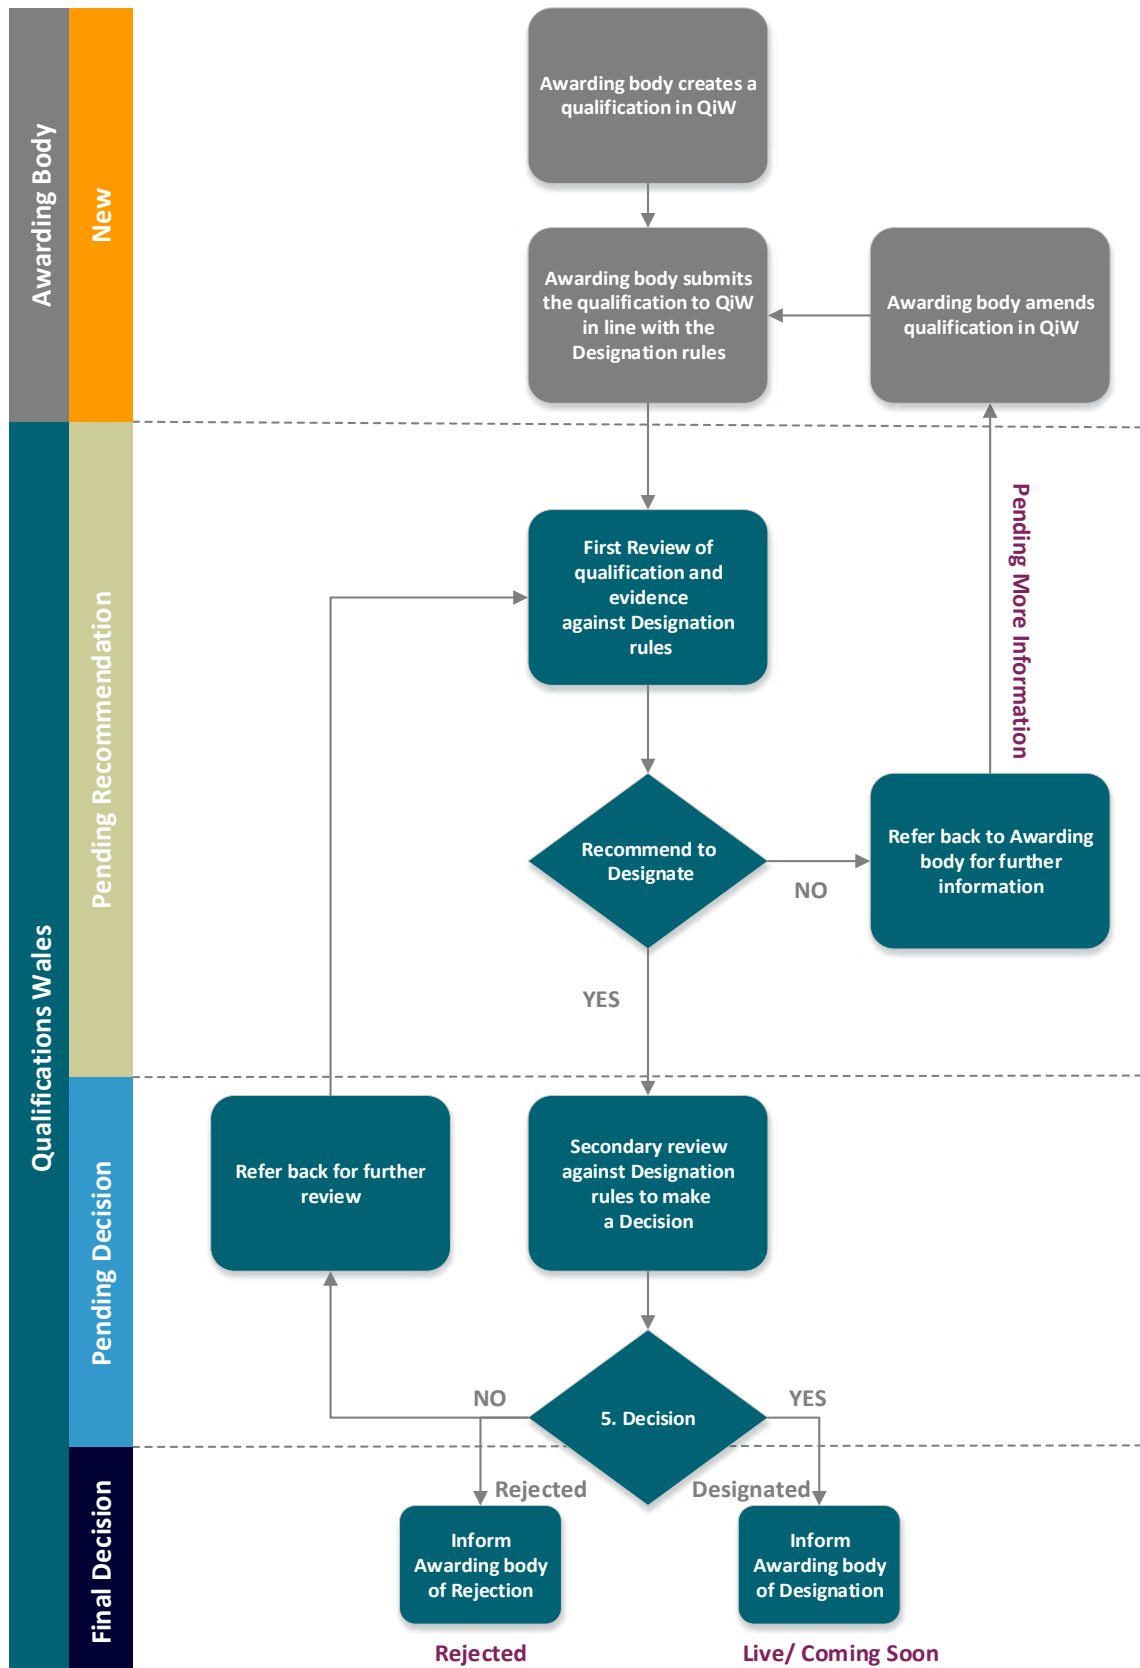 Awarding Body
New
Awarding body creates a
qualification in QiW
Awarding body submits
the qualification to QiW
in line with the
Designation rules
Awarding body amends
qualification in QiW
Qualifications Wales
Pending Recommendation
First Review of
qualification and
evidence
against Designation
rules
Pending More Information
Recommend to
Designate
NO
Refer back to Awarding
body for further
information
YES
Pending Decision
Refer back for further
review
Secondary review
against Designation
rules to make
a Decision
NO
5. Decision
YES
Final Decision
Rejected
Designated
Inform
Awarding body
of Rejection
Inform
Awarding body
of Designation
Rejected
Live/ Coming Soon